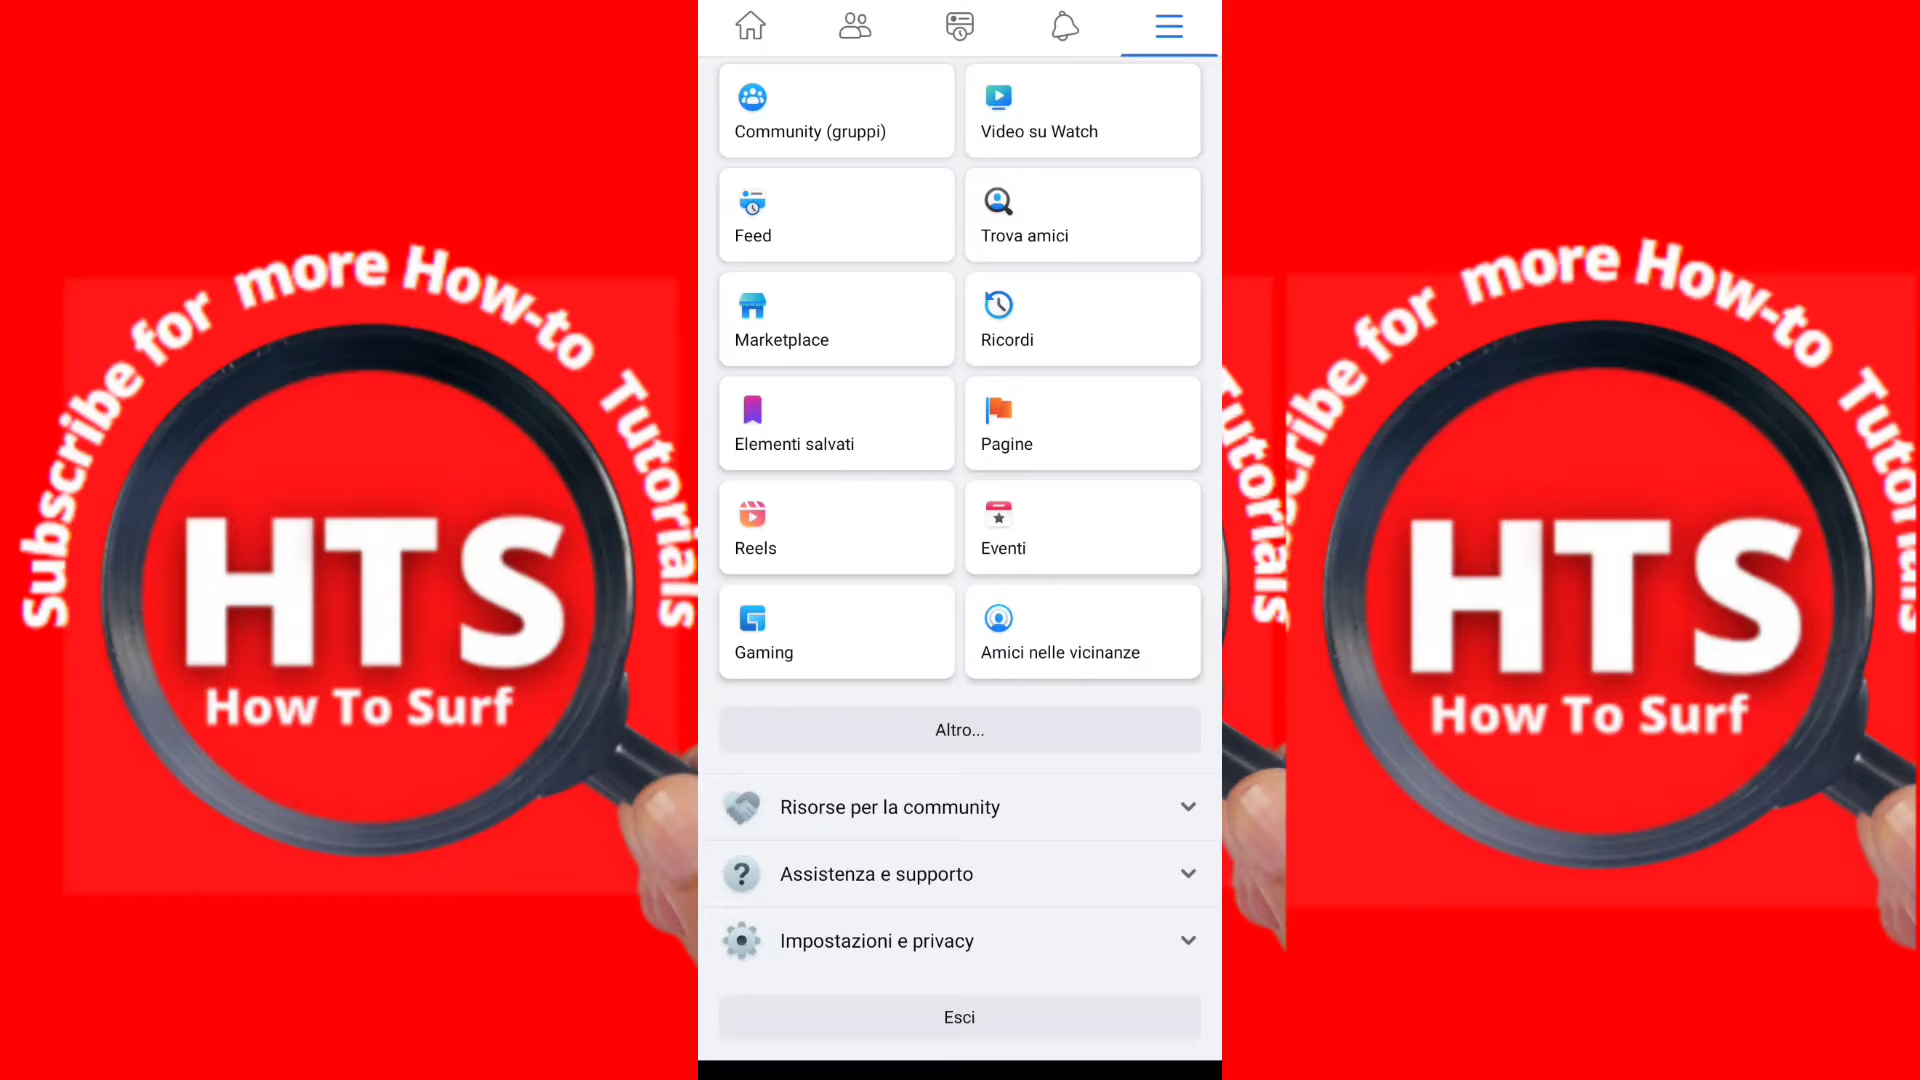 Community (gruppi)
Video su Watch
Feed
Trova amici
Marketplace
Ricordi
Elementi salvati
Pagine
Reels
Eventi
Gaming
Amici nelle vicinanze
Altro...
Risorse per la community
Assistenza e supporto
Impostazioni e privacy
Esci
Subscribe for more How-to Tutorials
HTS
How To Surf
Tutorials
scribe for more How-to Tutorials
HTS
How To Surf